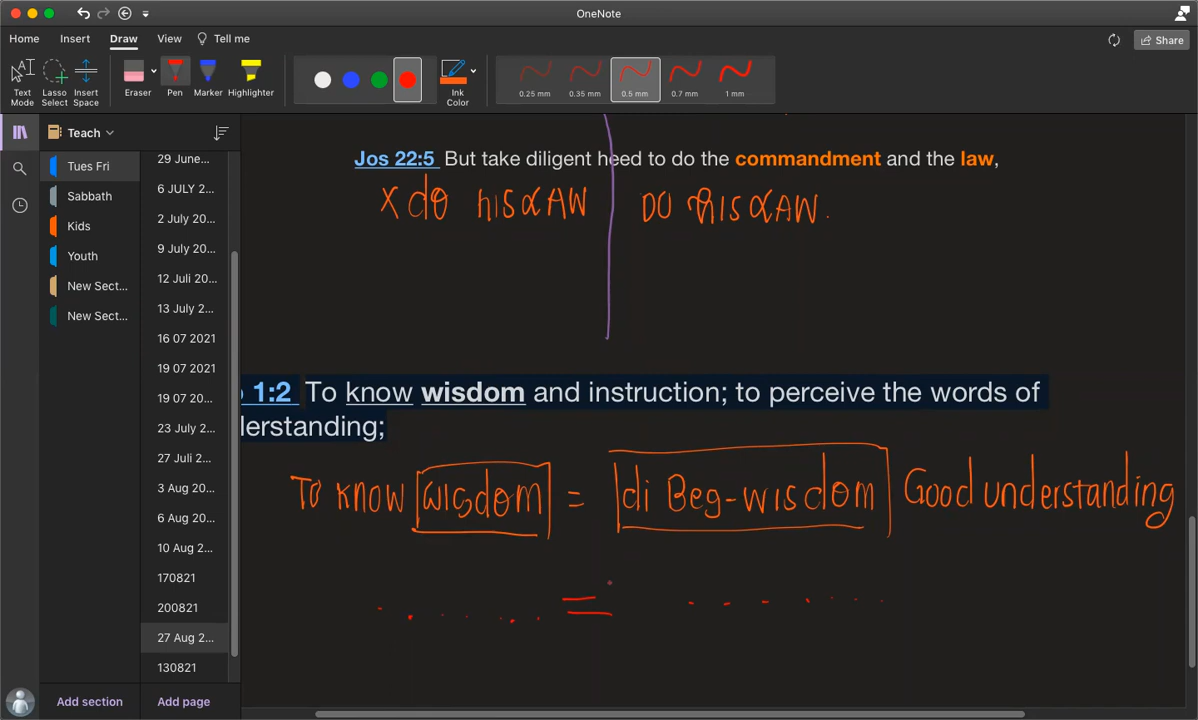 OneNote
Home Insert Draw View Tell me
Share
Text Mode
Lasso Select
Insert Space
Eraser
Pen
Marker
Highlighter
Ink Color
0.25 mm
0.35 mm
0.5 mm
0.7 mm
1 mm
Teach
Tues Fri
Sabbath
Kids
Youth
New Sect...
New Sect...
29 June...
6 JULY 2...
2 July 20...
9 July 20...
12 Juli 20...
13 July 2...
16 07 2021
19 07 2021
19 07 202...
23 July 2...
27 Juli 2...
3 Aug 20...
6 Aug 20...
10 Aug 2...
170821
200821
27 Aug 2...
130821
Add section
Add page
Jos 22:5 But take diligent heed to do the commandment and the law,
X do his LAW
DO his LAW.
1:2 To know wisdom and instruction; to perceive the words of
lerstanding;
To know wisdom = di Beg-wisdom Good understanding
...... = .......